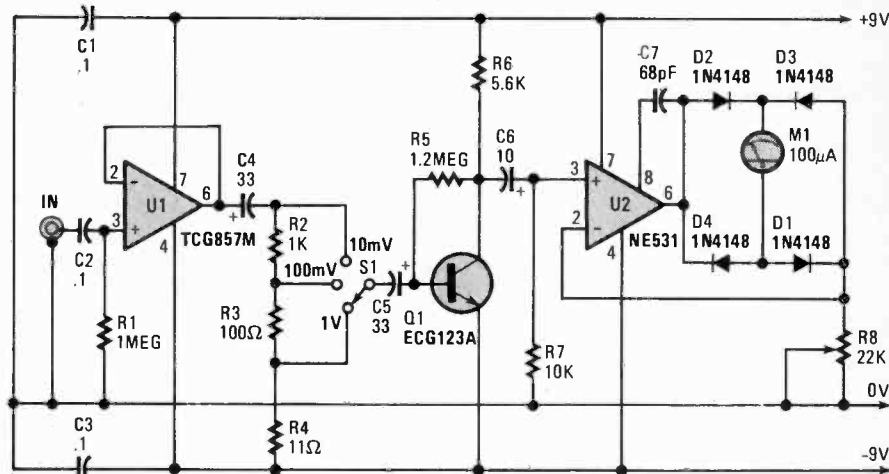 +9V
C1
.1
R6
5.6K
C7
68pF
D2
1N4148
D3
1N4148
R5
1.2MEG
C6
10
M1
100μA
2
7
6
U1
3
4
TCG857M
C4
33
+
3
7
8
6
U2
2
4
NE531
+
-
IN
C2
.1
R2
1K
10mV
100mV
S1
1V
C5
33
+
Q1
ECG123A
D4
1N4148
D1
1N4148
R1
1MEG
R3
100Ω
R7
10K
R8
22K
0V
C3
.1
R4
11Ω
-9V